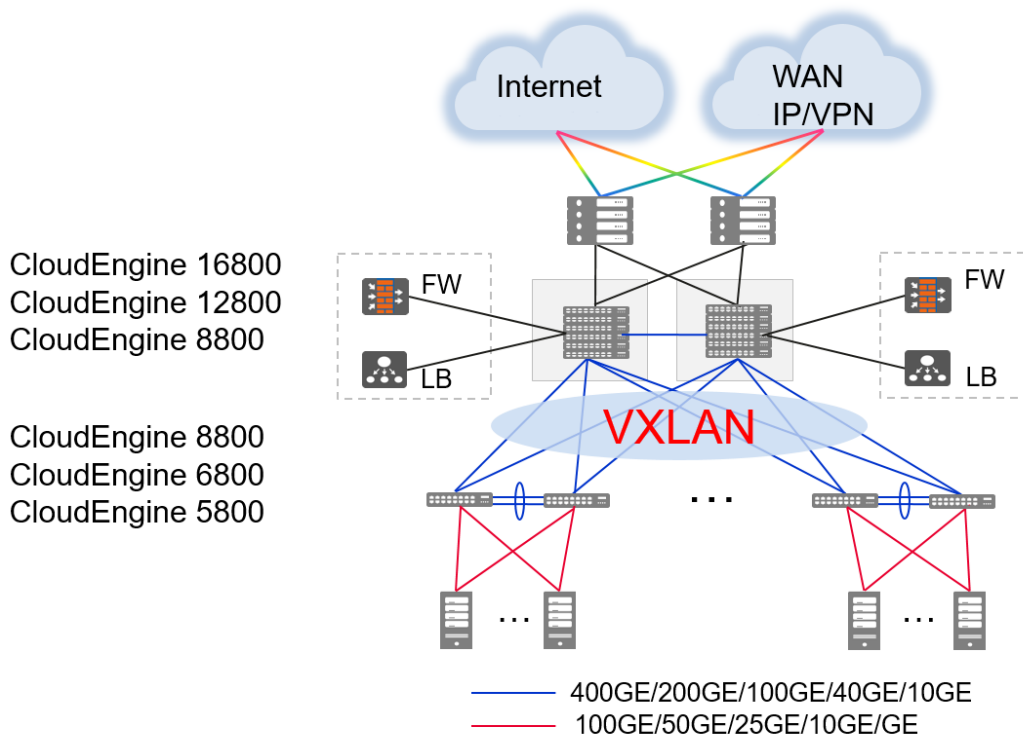 Internet
WAN
IP/VPN
CloudEngine 16800
CloudEngine 12800
CloudEngine 8800
FW
LB
FW
LB
VXLAN
CloudEngine 8800
CloudEngine 6800
CloudEngine 5800
...
... ...
400GE/200GE/100GE/40GE/10GE
100GE/50GE/25GE/10GE/GE